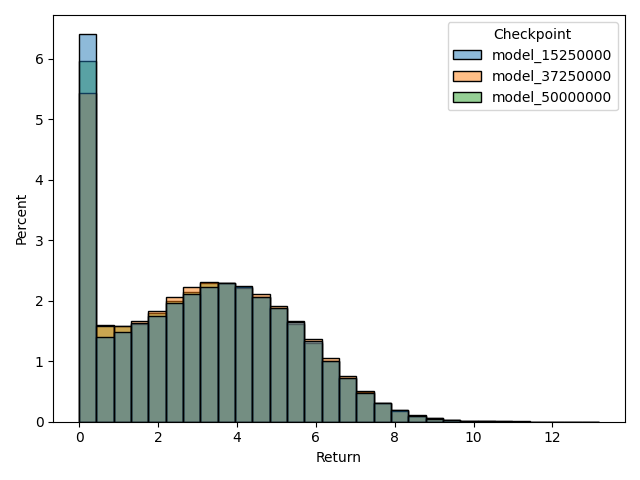 Checkpoint
model_15250000
model_37250000
model_50000000
Percent
6
5
4
3
2
1
0
0 2 4 6 8 10 12
Return